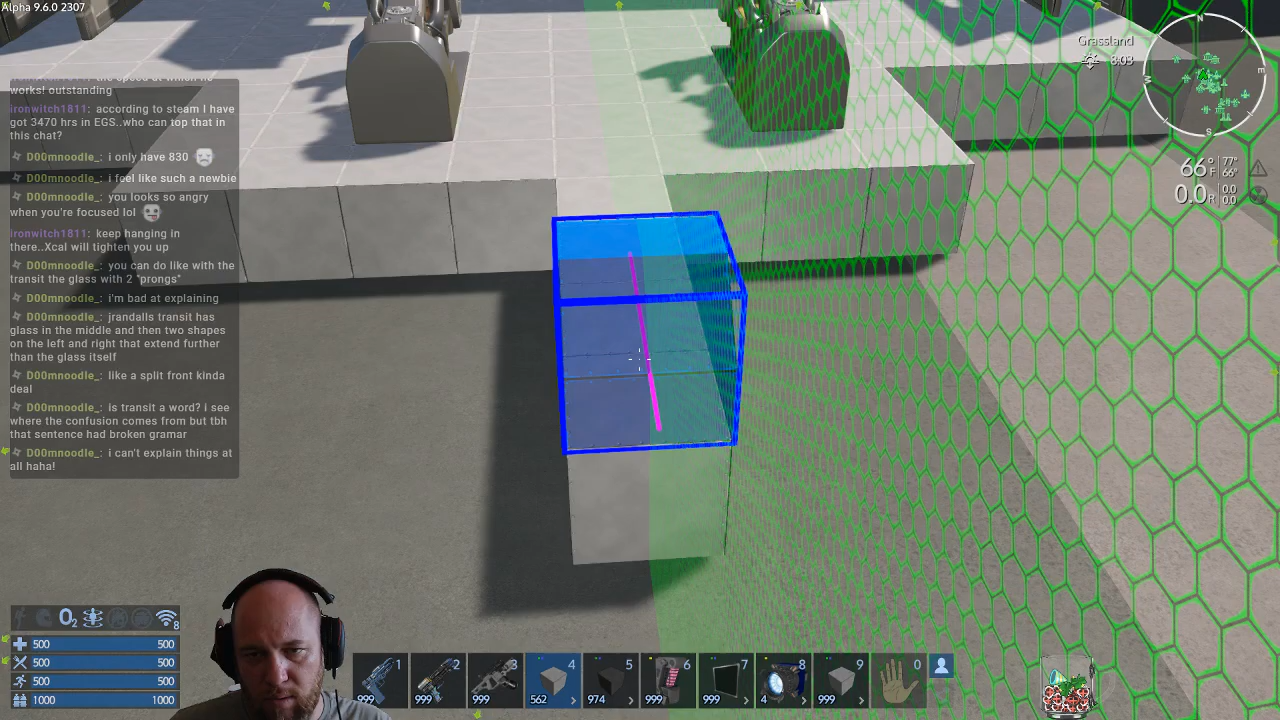 Alpha 9.6.0 2307
works! outstanding
ironwitch1811: according to steam I have
got 3470 hrs in EGS..who can top that in
this chat?
D00mnoodle_: i only have 830
D00mnoodle_: i feel like such a newbie
D00mnoodle_: you looks so angry
when you're focused lol
ironwitch1811: keep hanging in
there..Xcal will tighten you up
D00mnoodle_: you can do like with the
transit the glass with 2 "prongs"
D00mnoodle_: i'm bad at explaining
D00mnoodle_: jrandalls transit has
glass in the middle and then two shapes
on the left and right that extend further
than the glass itself
D00mnoodle_: like a split front kinda
deal
D00mnoodle_: is transit a word? i see
where the confusion comes from but tbh
that sentence had broken gramar
D00mnoodle_: i can't explain things at
all haha!
Grassland
8:03
N
E
S
W
66°F 77° 66°
0.0R 0.0 0.0
O2 8
500 500
500 500
500 500
1000 1000
1 2 3 4 5 6 7 8 9 0
999 999 999 562 974 999 999 4 999